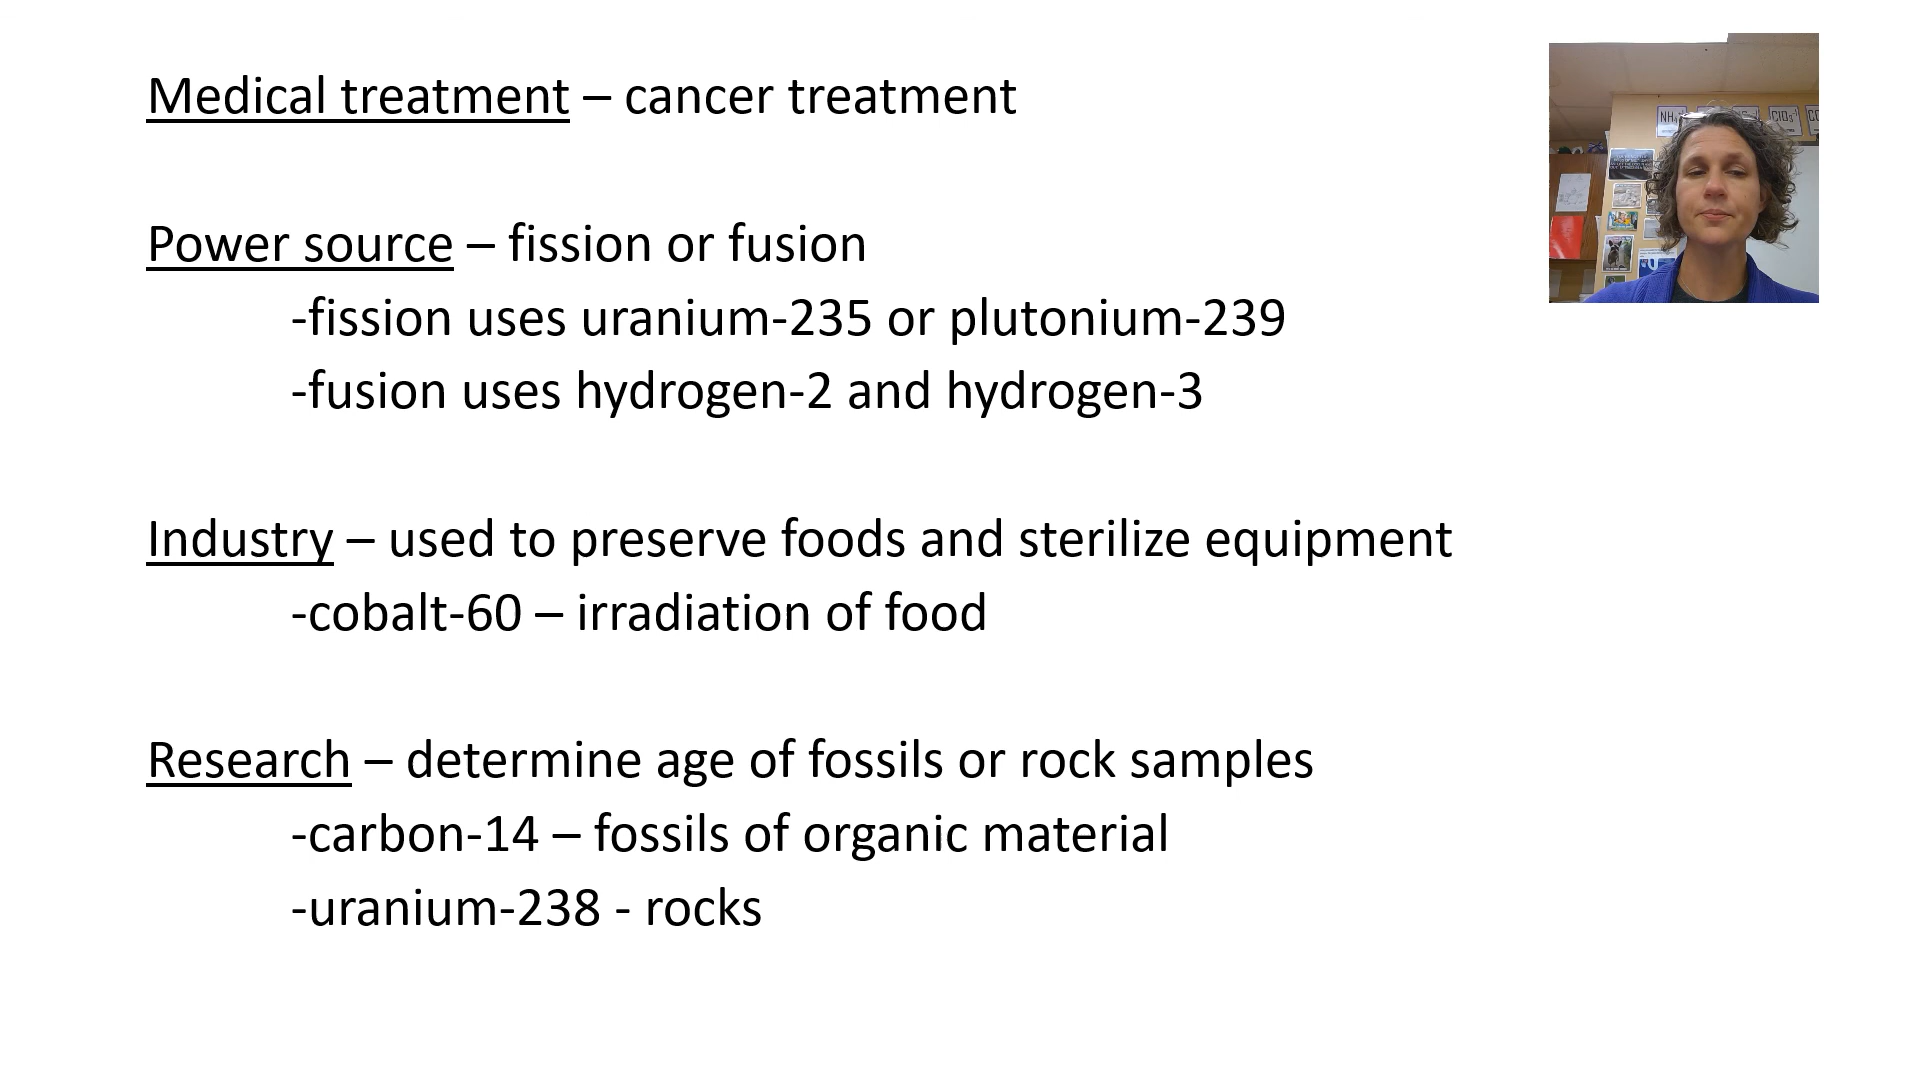 Medical treatment – cancer treatment
Power source – fission or fusion
-fission uses uranium-235 or plutonium-239
-fusion uses hydrogen-2 and hydrogen-3
Industry – used to preserve foods and sterilize equipment
-cobalt-60 – irradiation of food
Research – determine age of fossils or rock samples
-carbon-14 – fossils of organic material
-uranium-238 - rocks